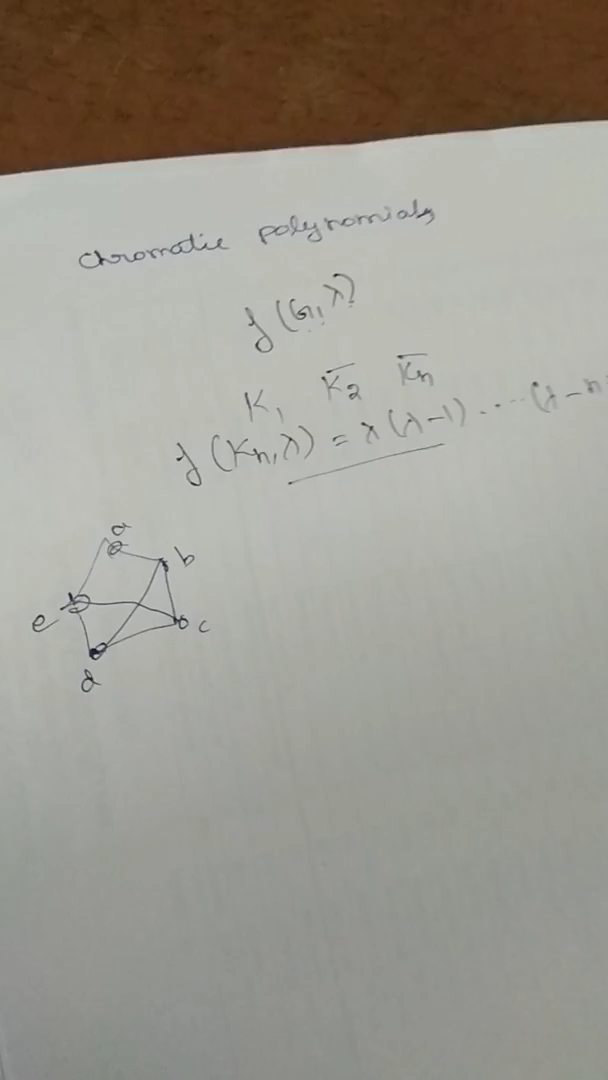 chromatic polynomials
f(G, λ)
K₁ K̅₂ K̅ₙ
f(Kₙ, λ) = λ(λ-1) .... (λ-n
a
b
e
c
d